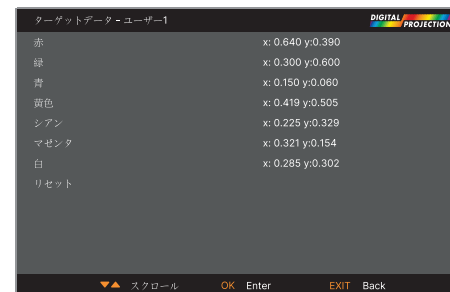 ターゲットデータ - ユーザー1 DIGITAL PROJECTION
赤 x: 0.640 y:0.390
緑 x: 0.300 y:0.600
青 x: 0.150 y:0.060
黄色 x: 0.419 y:0.505
シアン x: 0.225 y:0.329
マゼンタ x: 0.321 y:0.154
白 x: 0.285 y:0.302
リセット
▼▲ スクロール OK Enter EXIT Back